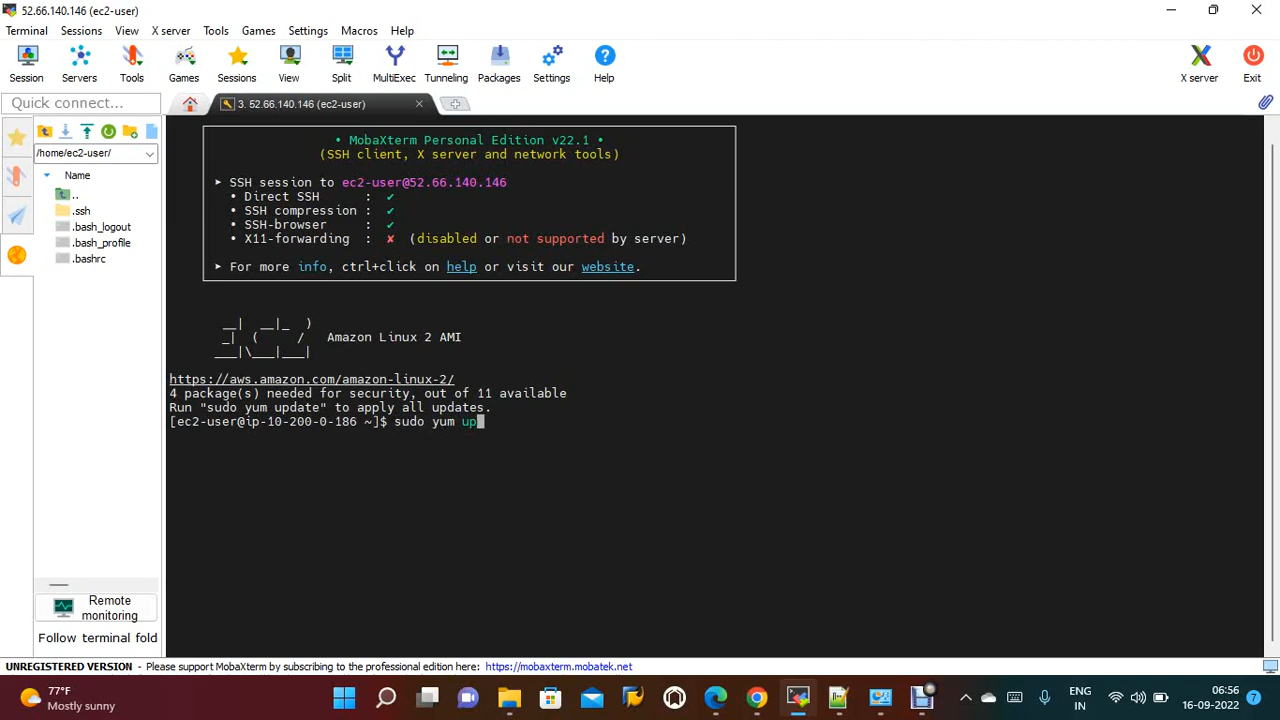 52.66.140.146 (ec2-user)
Terminal Sessions View X server Tools Games Settings Macros Help
Session Servers Tools Games Sessions View Split MultiExec Tunneling Packages Settings Help X server Exit
Quick connect...
3. 52.66.140.146 (ec2-user)
/home/ec2-user/
Name
..
.ssh
.bash_logout
.bash_profile
.bashrc
• MobaXterm Personal Edition v22.1 •
(SSH client, X server and network tools)
➤ SSH session to ec2-user@52.66.140.146
• Direct SSH : ✔
• SSH compression : ✔
• SSH-browser : ✔
• X11-forwarding : ✘ (disabled or not supported by server)
➤ For more info, ctrl+click on help or visit our website.
__| __|_ )
_| ( / Amazon Linux 2 AMI
___|\___|___|
https://aws.amazon.com/amazon-linux-2/
4 package(s) needed for security, out of 11 available
Run "sudo yum update" to apply all updates.
[ec2-user@ip-10-200-0-186 ~]$ sudo yum up
Remote
monitoring
Follow terminal fold
UNREGISTERED VERSION - Please support MobaXterm by subscribing to the professional edition here: https://mobaxterm.mobatek.net
77°F
Mostly sunny
ENG
IN
06:56
16-09-2022
7